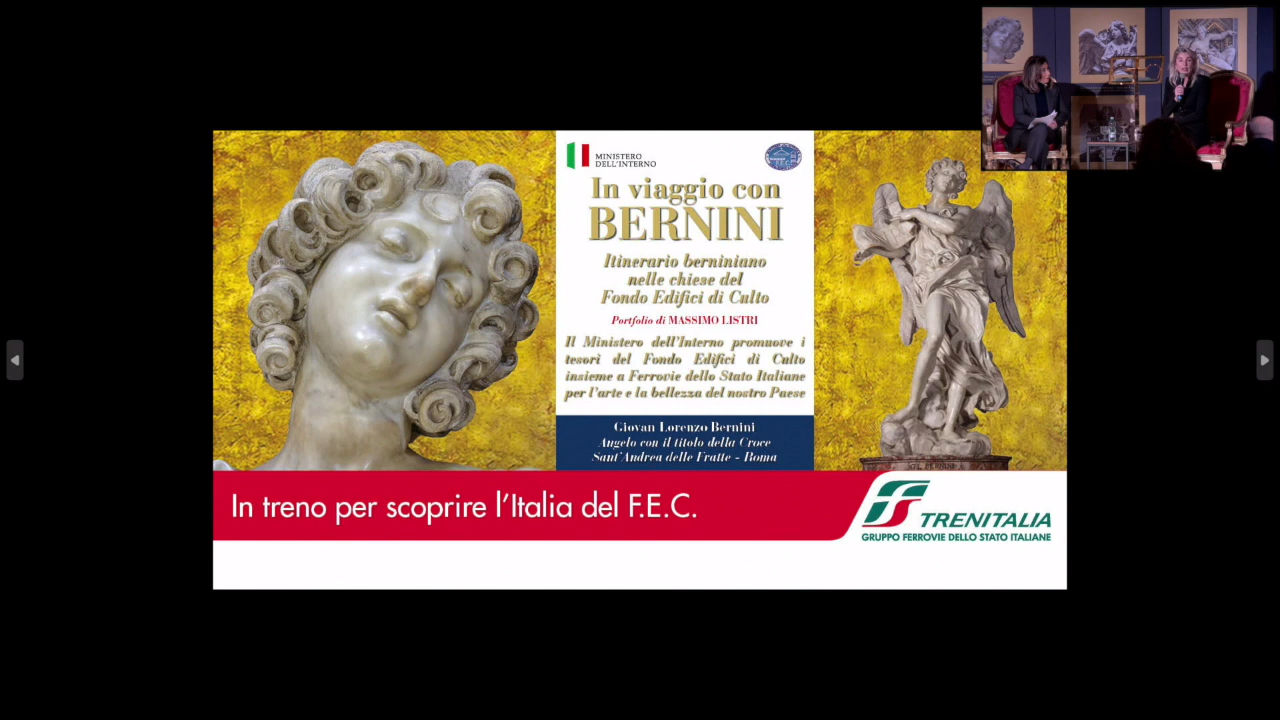 MINISTERO
DELL'INTERNO
In viaggio con
BERNINI
Itinerario berniniano
nelle chiese del
Fondo Edifici di Culto
Portfolio di MASSIMO LISTRI
Il Ministero dell'Interno promuove i
tesori del Fondo Edifici di Culto
insieme a Ferrovie dello Stato Italiane
per l'arte e la bellezza del nostro Paese
Giovan Lorenzo Bernini
Angelo con il titolo della Croce
Sant'Andrea delle Fratte - Roma
In treno per scoprire l'Italia del F.E.C.
TRENITALIA
GRUPPO FERROVIE DELLO STATO ITALIANE